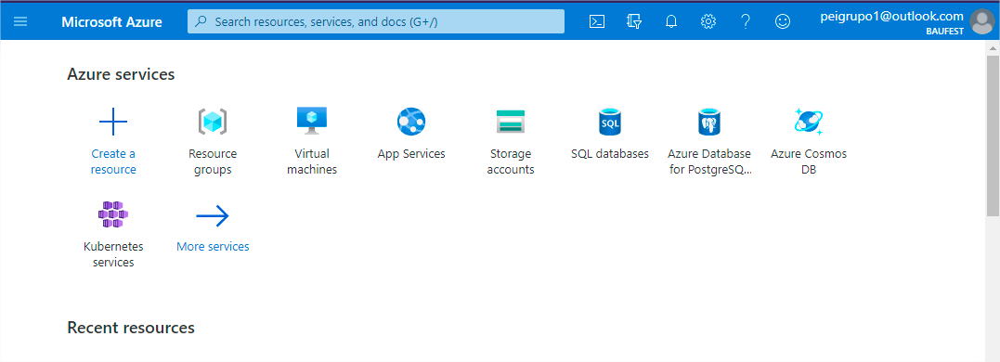 Microsoft Azure
Search resources, services, and docs (G+/)
peigrupo1@outlook.com
BAUFEST
Azure services
Create a
resource
Resource
groups
Virtual
machines
App Services
Storage
accounts
SQL
SQL databases
Azure Database
for PostgreSQ...
Azure Cosmos
DB
Kubernetes
services
More services
Recent resources